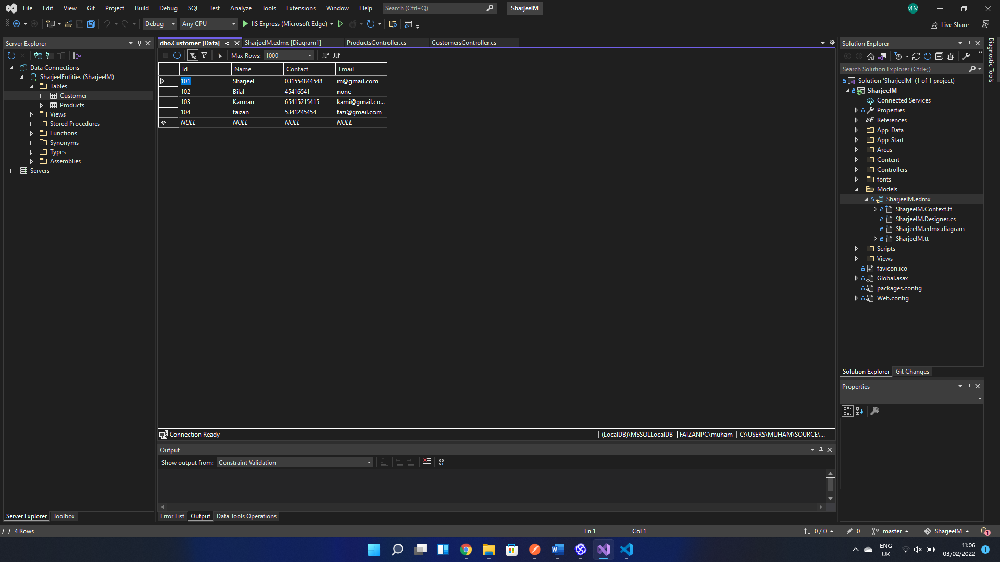 File Edit View Git Project Build Debug SQL Test Analyze Tools Extensions Window Help Search (Ctrl+Q) SharjeelM MM
Debug Any CPU IIS Express (Microsoft Edge) Live Share
Server Explorer
Data Connections
SharjeelEntities (SharjeelM)
Tables
Customer
Products
Views
Stored Procedures
Functions
Synonyms
Types
Assemblies
Servers
Server Explorer Toolbox
dbo.Customer [Data] SharjeelM.edmx [Diagram1] ProductsController.cs CustomersController.cs
Max Rows: 1000
Id Name Contact Email
101 Sharjeel 031554844548 m@gmail.com
102 Bilal 45416541 none
103 Kamran 65415215415 kami@gmail.co...
104 faizan 5341245454 fazi@gmail.com
NULL NULL NULL NULL
Connection Ready (LocalDB)\MSSQLLocalDB FAIZANPC\muham C:\USERS\MUHAM\SOURCE\...
Output
Show output from: Constraint Validation
Error List Output Data Tools Operations
Solution Explorer
Search Solution Explorer (Ctrl+;)
Solution 'SharjeelM' (1 of 1 project)
SharjeelM
Connected Services
Properties
References
App_Data
App_Start
Areas
Content
Controllers
fonts
Models
SharjeelM.edmx
SharjeelM.Context.tt
SharjeelM.Designer.cs
SharjeelM.edmx.diagram
SharjeelM.tt
Scripts
Views
favicon.ico
Global.asax
packages.config
Web.config
Solution Explorer Git Changes
Properties
Diagnostic Tools
4 Rows Ln 1 Col 1 0 / 0 0 master SharjeelM 1
ENG
UK
11:06
03/02/2022
1